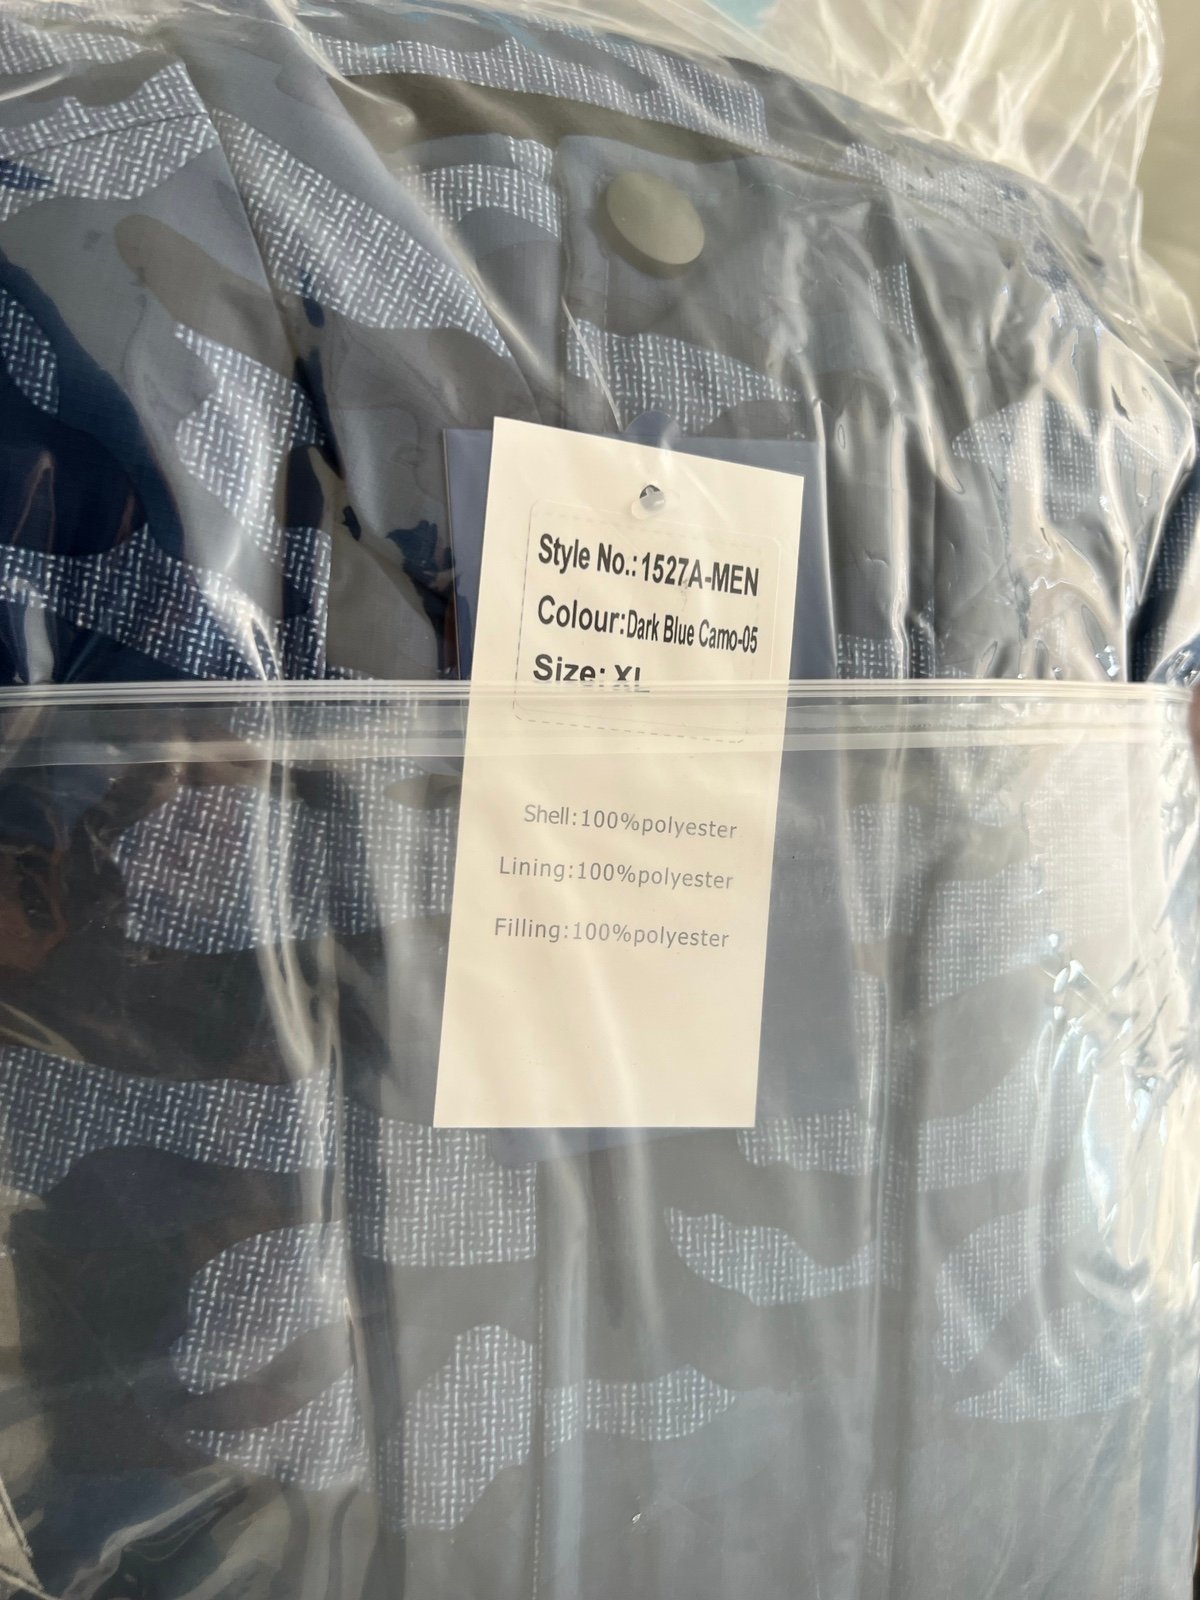 Style No.:1527A-MEN
Colour:Dark Blue Camo-05
Size: XL
Shell:100%polyester
Lining:100%polyester
Filling:100%polyester